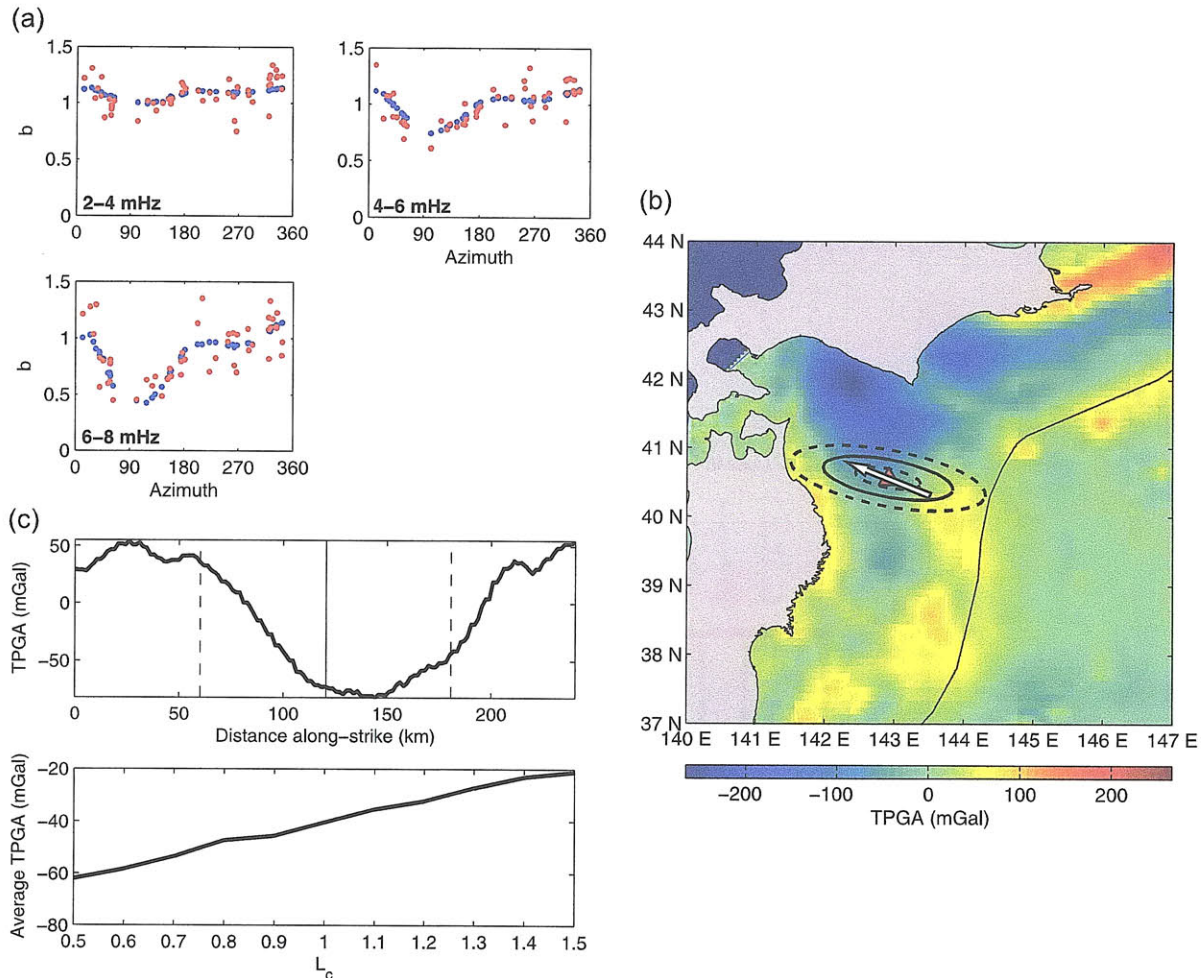 (a)
1.5
1
0.5
0
b
2–4 mHz
0 90 180 270 360
Azimuth
1.5
1
0.5
0
4–6 mHz
0 90 180 270 360
Azimuth
1.5
1
0.5
0
b
6–8 mHz
0 90 180 270 360
Azimuth
(b)
44 N
43 N
42 N
41 N
40 N
39 N
38 N
37 N
140 E 141 E 142 E 143 E 144 E 145 E 146 E 147 E
−200 −100 0 100 200
TPGA (mGal)
(c)
50
0
−50
TPGA (mGal)
0 50 100 150 200
Distance along–strike (km)
−20
−40
−60
−80
Average TPGA (mGal)
0.5 0.6 0.7 0.8 0.9 1 1.1 1.2 1.3 1.4 1.5
Lc